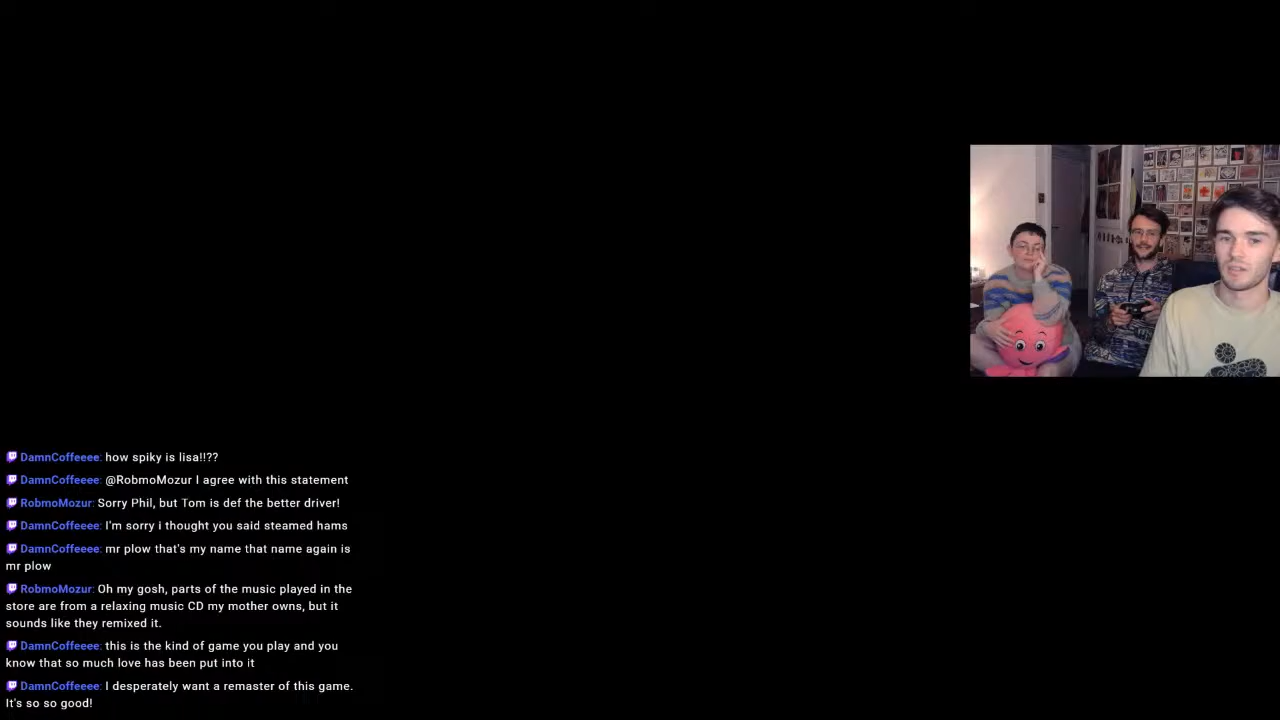 DamnCoffeeee: how spiky is lisa!!??
DamnCoffeeee: @RobmoMozur I agree with this statement
RobmoMozur: Sorry Phil, but Tom is def the better driver!
DamnCoffeeee: I'm sorry i thought you said steamed hams
DamnCoffeeee: mr plow that's my name that name again is
mr plow
RobmoMozur: Oh my gosh, parts of the music played in the
store are from a relaxing music CD my mother owns, but it
sounds like they remixed it.
DamnCoffeeee: this is the kind of game you play and you
know that so much love has been put into it
DamnCoffeeee: I desperately want a remaster of this game.
It's so so good!